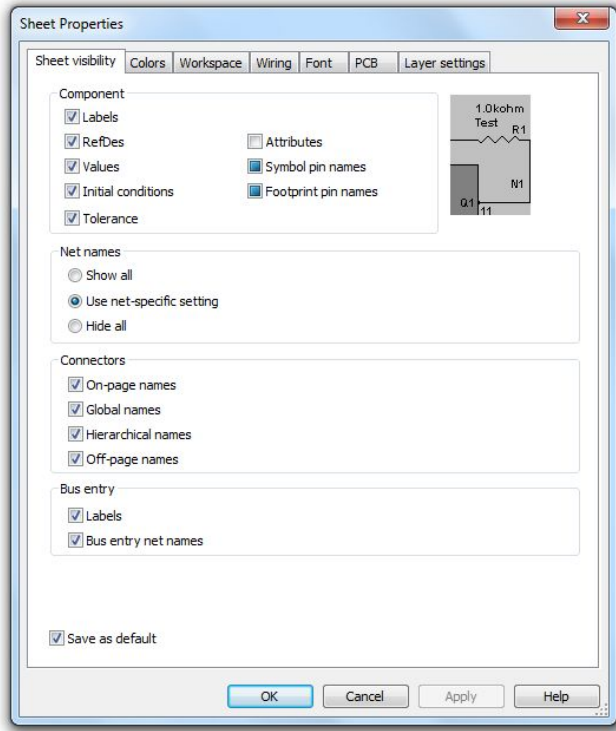 Sheet Properties
Sheet visibility Colors Workspace Wiring Font PCB Layer settings
Component
Labels
RefDes
Values
Initial conditions
Tolerance
Attributes
Symbol pin names
Footprint pin names
1.0kohm
Test
R1
N1
Q1
11
Net names
Show all
Use net-specific setting
Hide all
Connectors
On-page names
Global names
Hierarchical names
Off-page names
Bus entry
Labels
Bus entry net names
Save as default
OK Cancel Apply Help